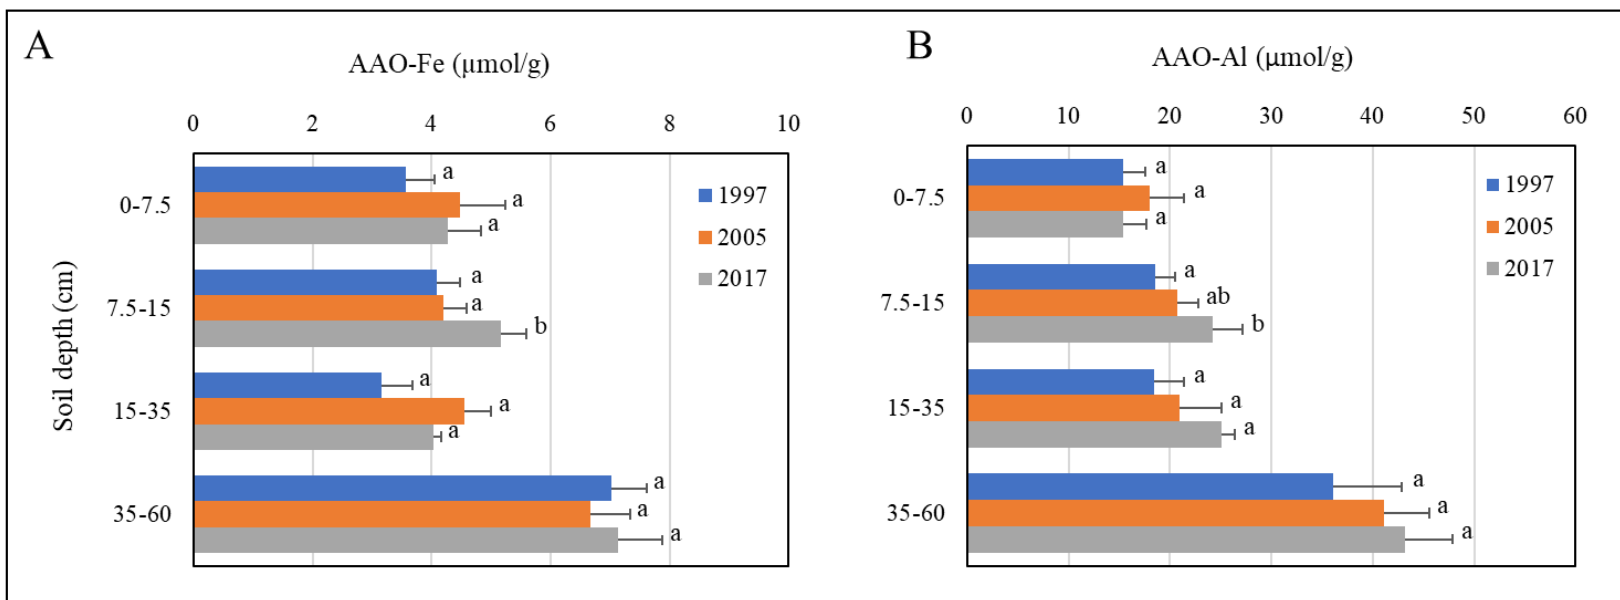 A
AAO-Fe (µmol/g)
0 2 4 6 8 10
Soil depth (cm)
0-7.5
7.5-15
15-35
35-60
a
a
a
a
a
b
a
a
a
a
a
a
1997
2005
2017
B
AAO-Al (µmol/g)
0 10 20 30 40 50 60
0-7.5
7.5-15
15-35
35-60
a
a
a
a
ab
b
a
a
a
a
a
a
1997
2005
2017